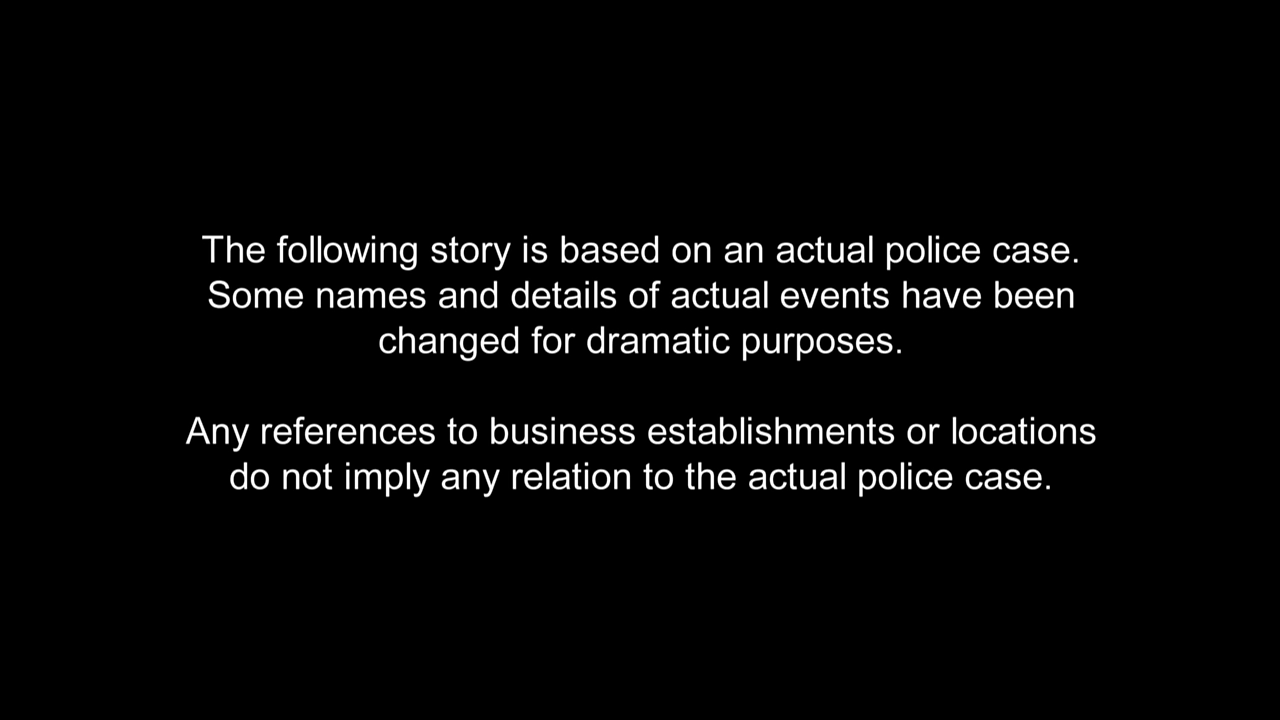 The following story is based on an actual police case.
Some names and details of actual events have been
changed for dramatic purposes.
Any references to business establishments or locations
do not imply any relation to the actual police case.